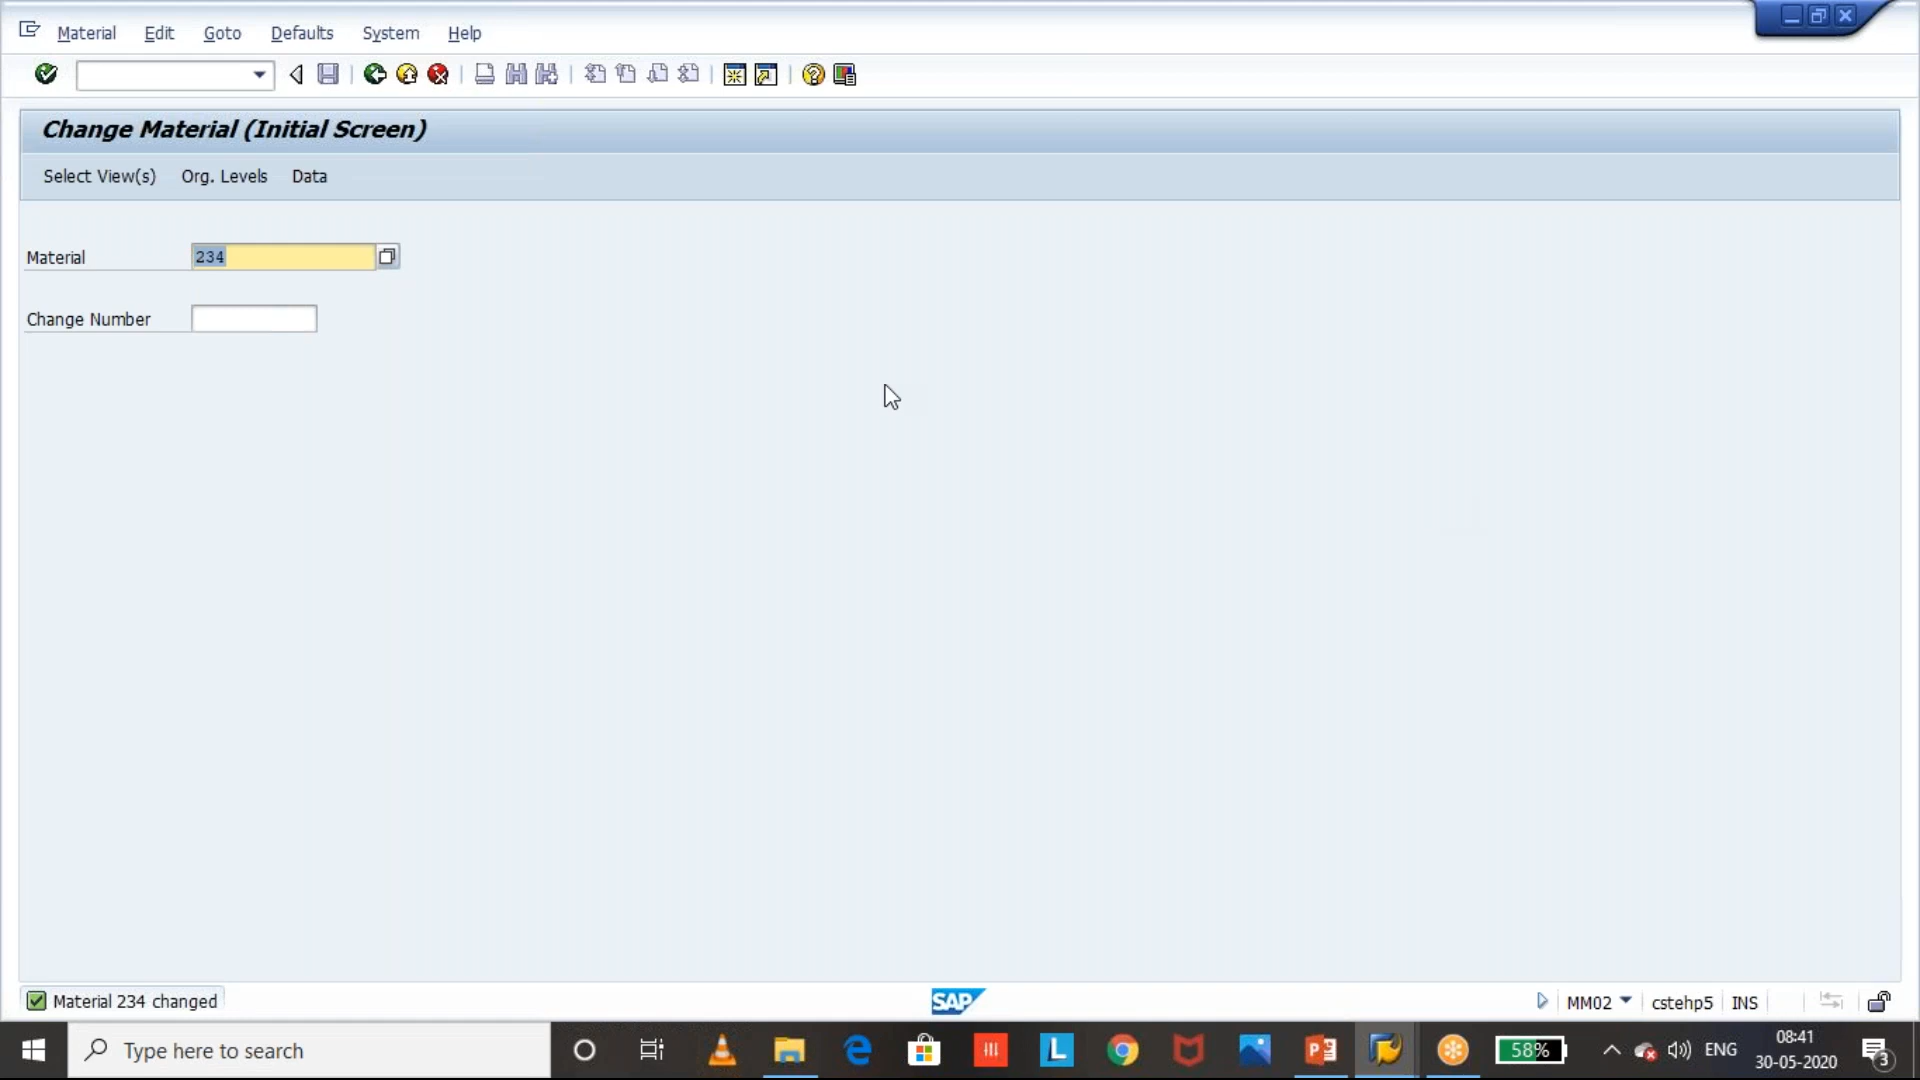 Material Edit Goto Defaults System Help
Change Material (Initial Screen)
Select View(s) Org. Levels Data
Material 234
Change Number
Material 234 changed
SAP
MM02 cstehp5 INS
Type here to search
L
58%
ENG
08:41
30-05-2020
3